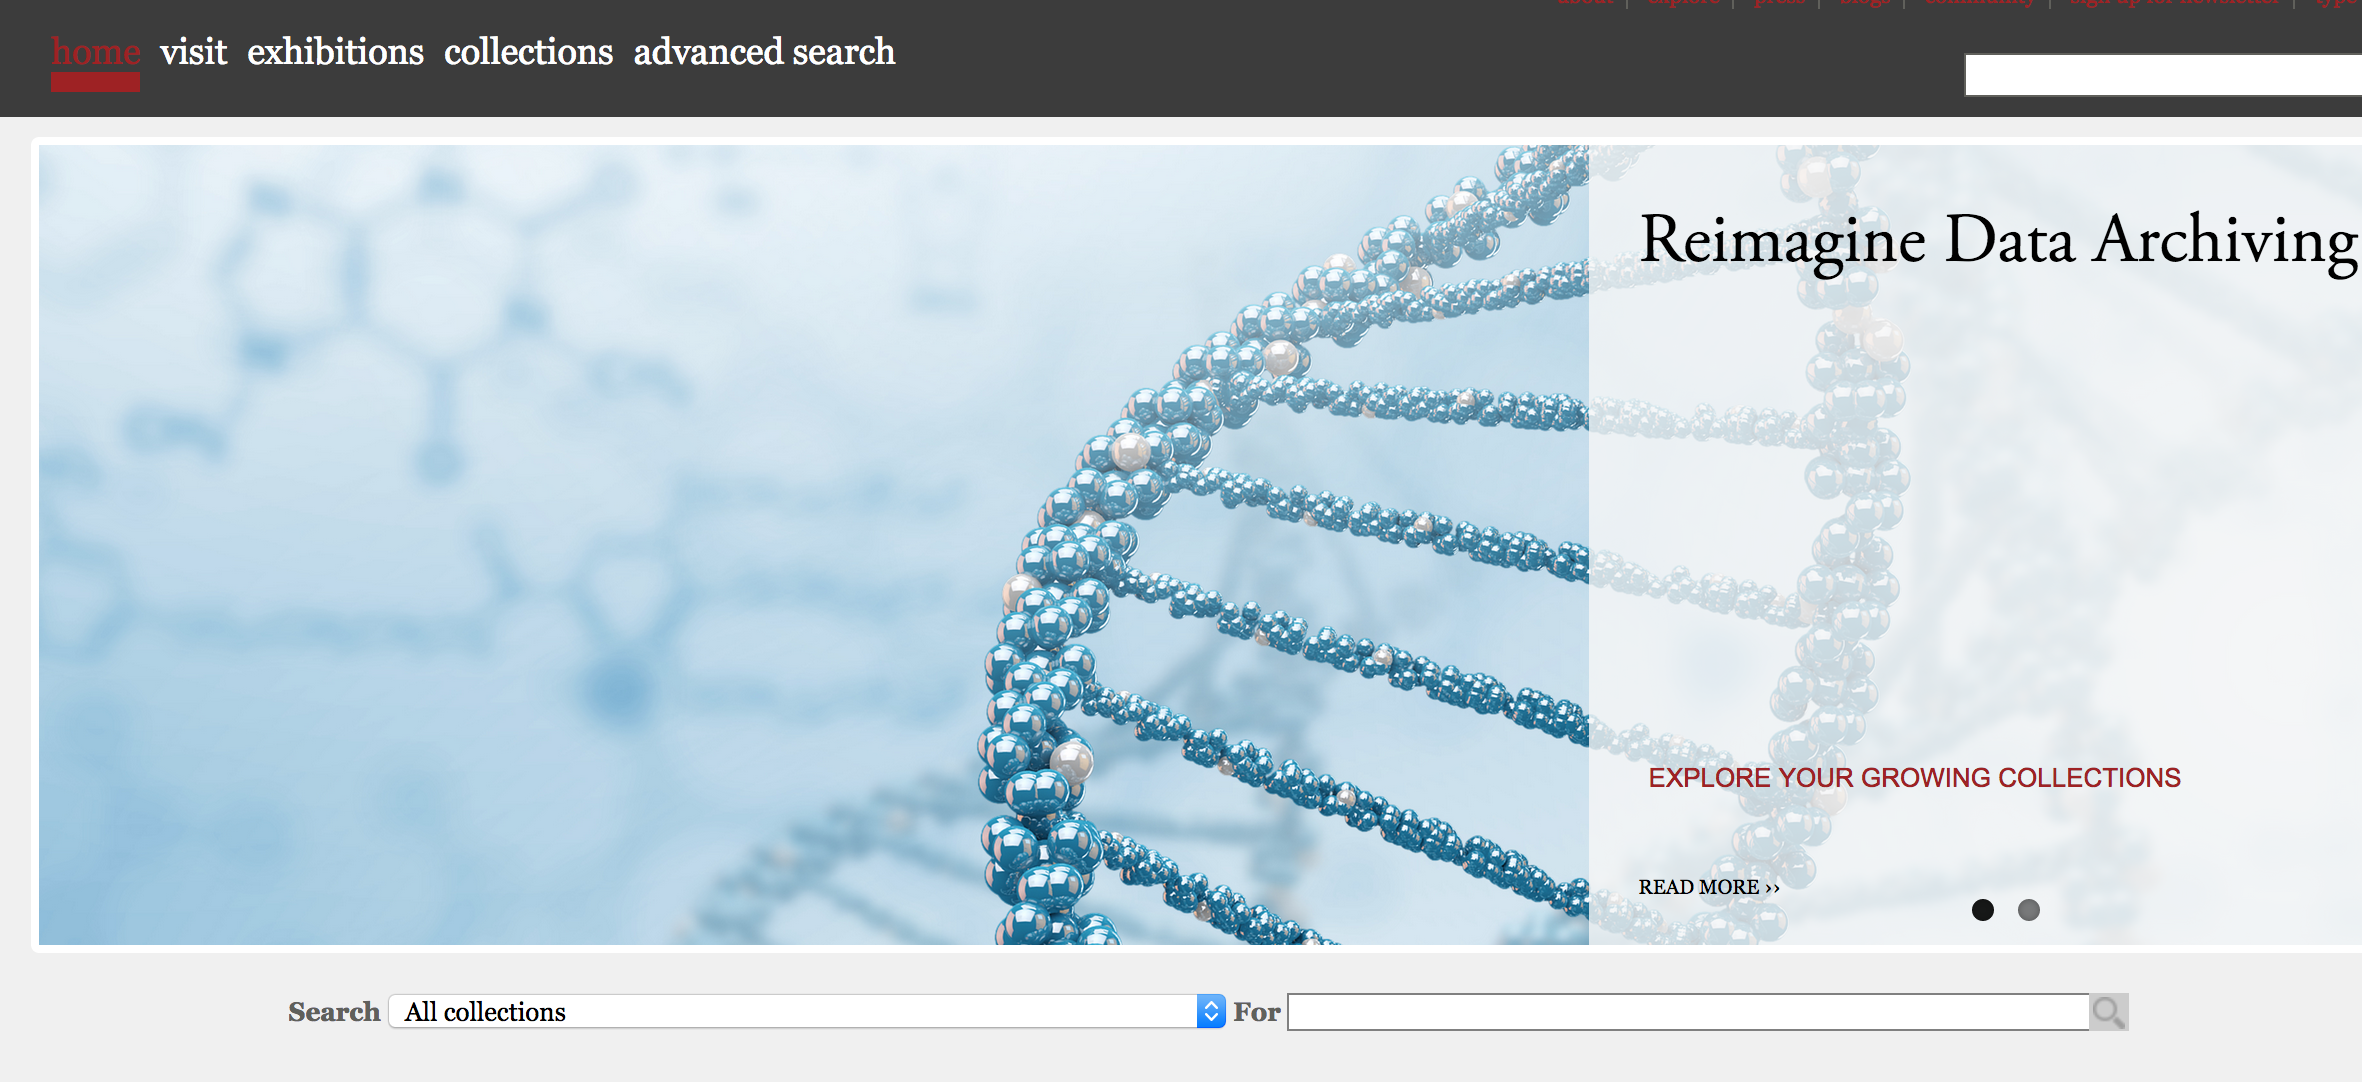 home visit exhibitions collections advanced search
Reimagine Data Archiving
EXPLORE YOUR GROWING COLLECTIONS
READ MORE ››
Search All collections For